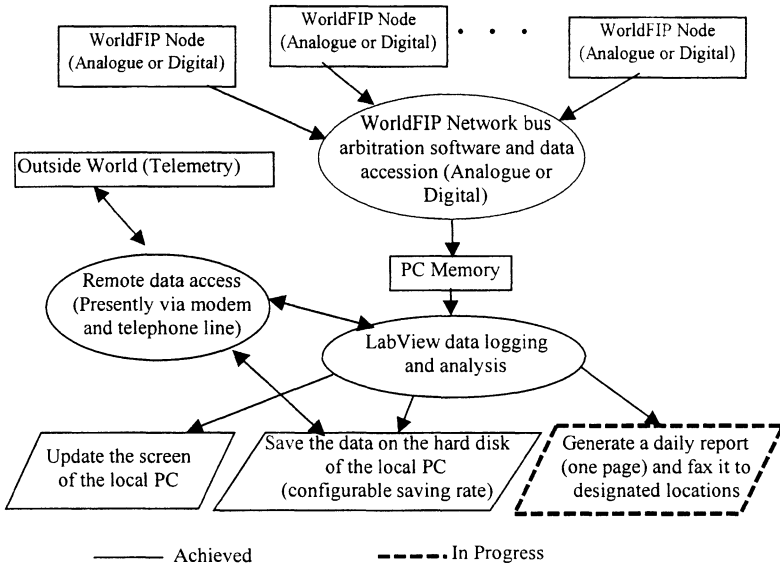 WorldFIP Node
(Analogue or Digital)
WorldFIP Node
(Analogue or Digital)
. . .
WorldFIP Node
(Analogue or Digital)
WorldFIP Network bus
arbitration software and data
accession (Analogue or
Digital)
Outside World (Telemetry)
PC Memory
Remote data access
(Presently via modem
and telephone line)
LabView data logging
and analysis
Update the screen
of the local PC
Save the data on the hard disk
of the local PC
(configurable saving rate)
Generate a daily report
(one page) and fax it to
designated locations
Achieved
In Progress